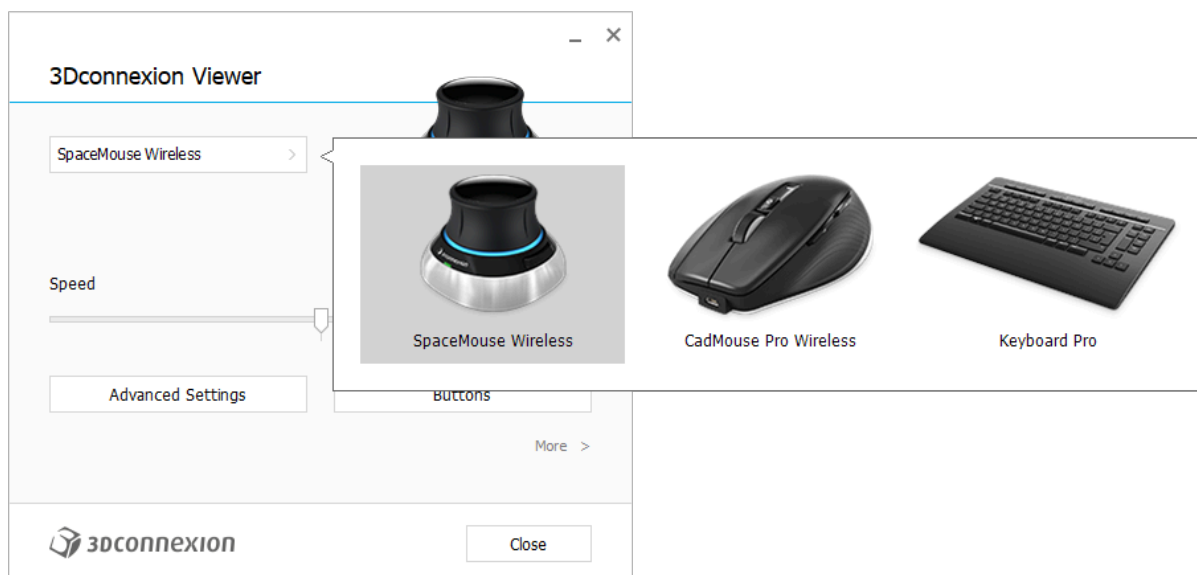 3Dconnexion Viewer
SpaceMouse Wireless
SpaceMouse Wireless
CadMouse Pro Wireless
Keyboard Pro
Speed
Advanced Settings
Buttons
More >
3Dconnexion
Close